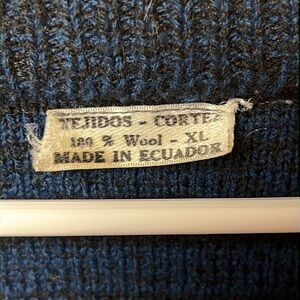 TEJIDOS - CORTEZ
100 % Wool - XL
MADE IN ECUADOR